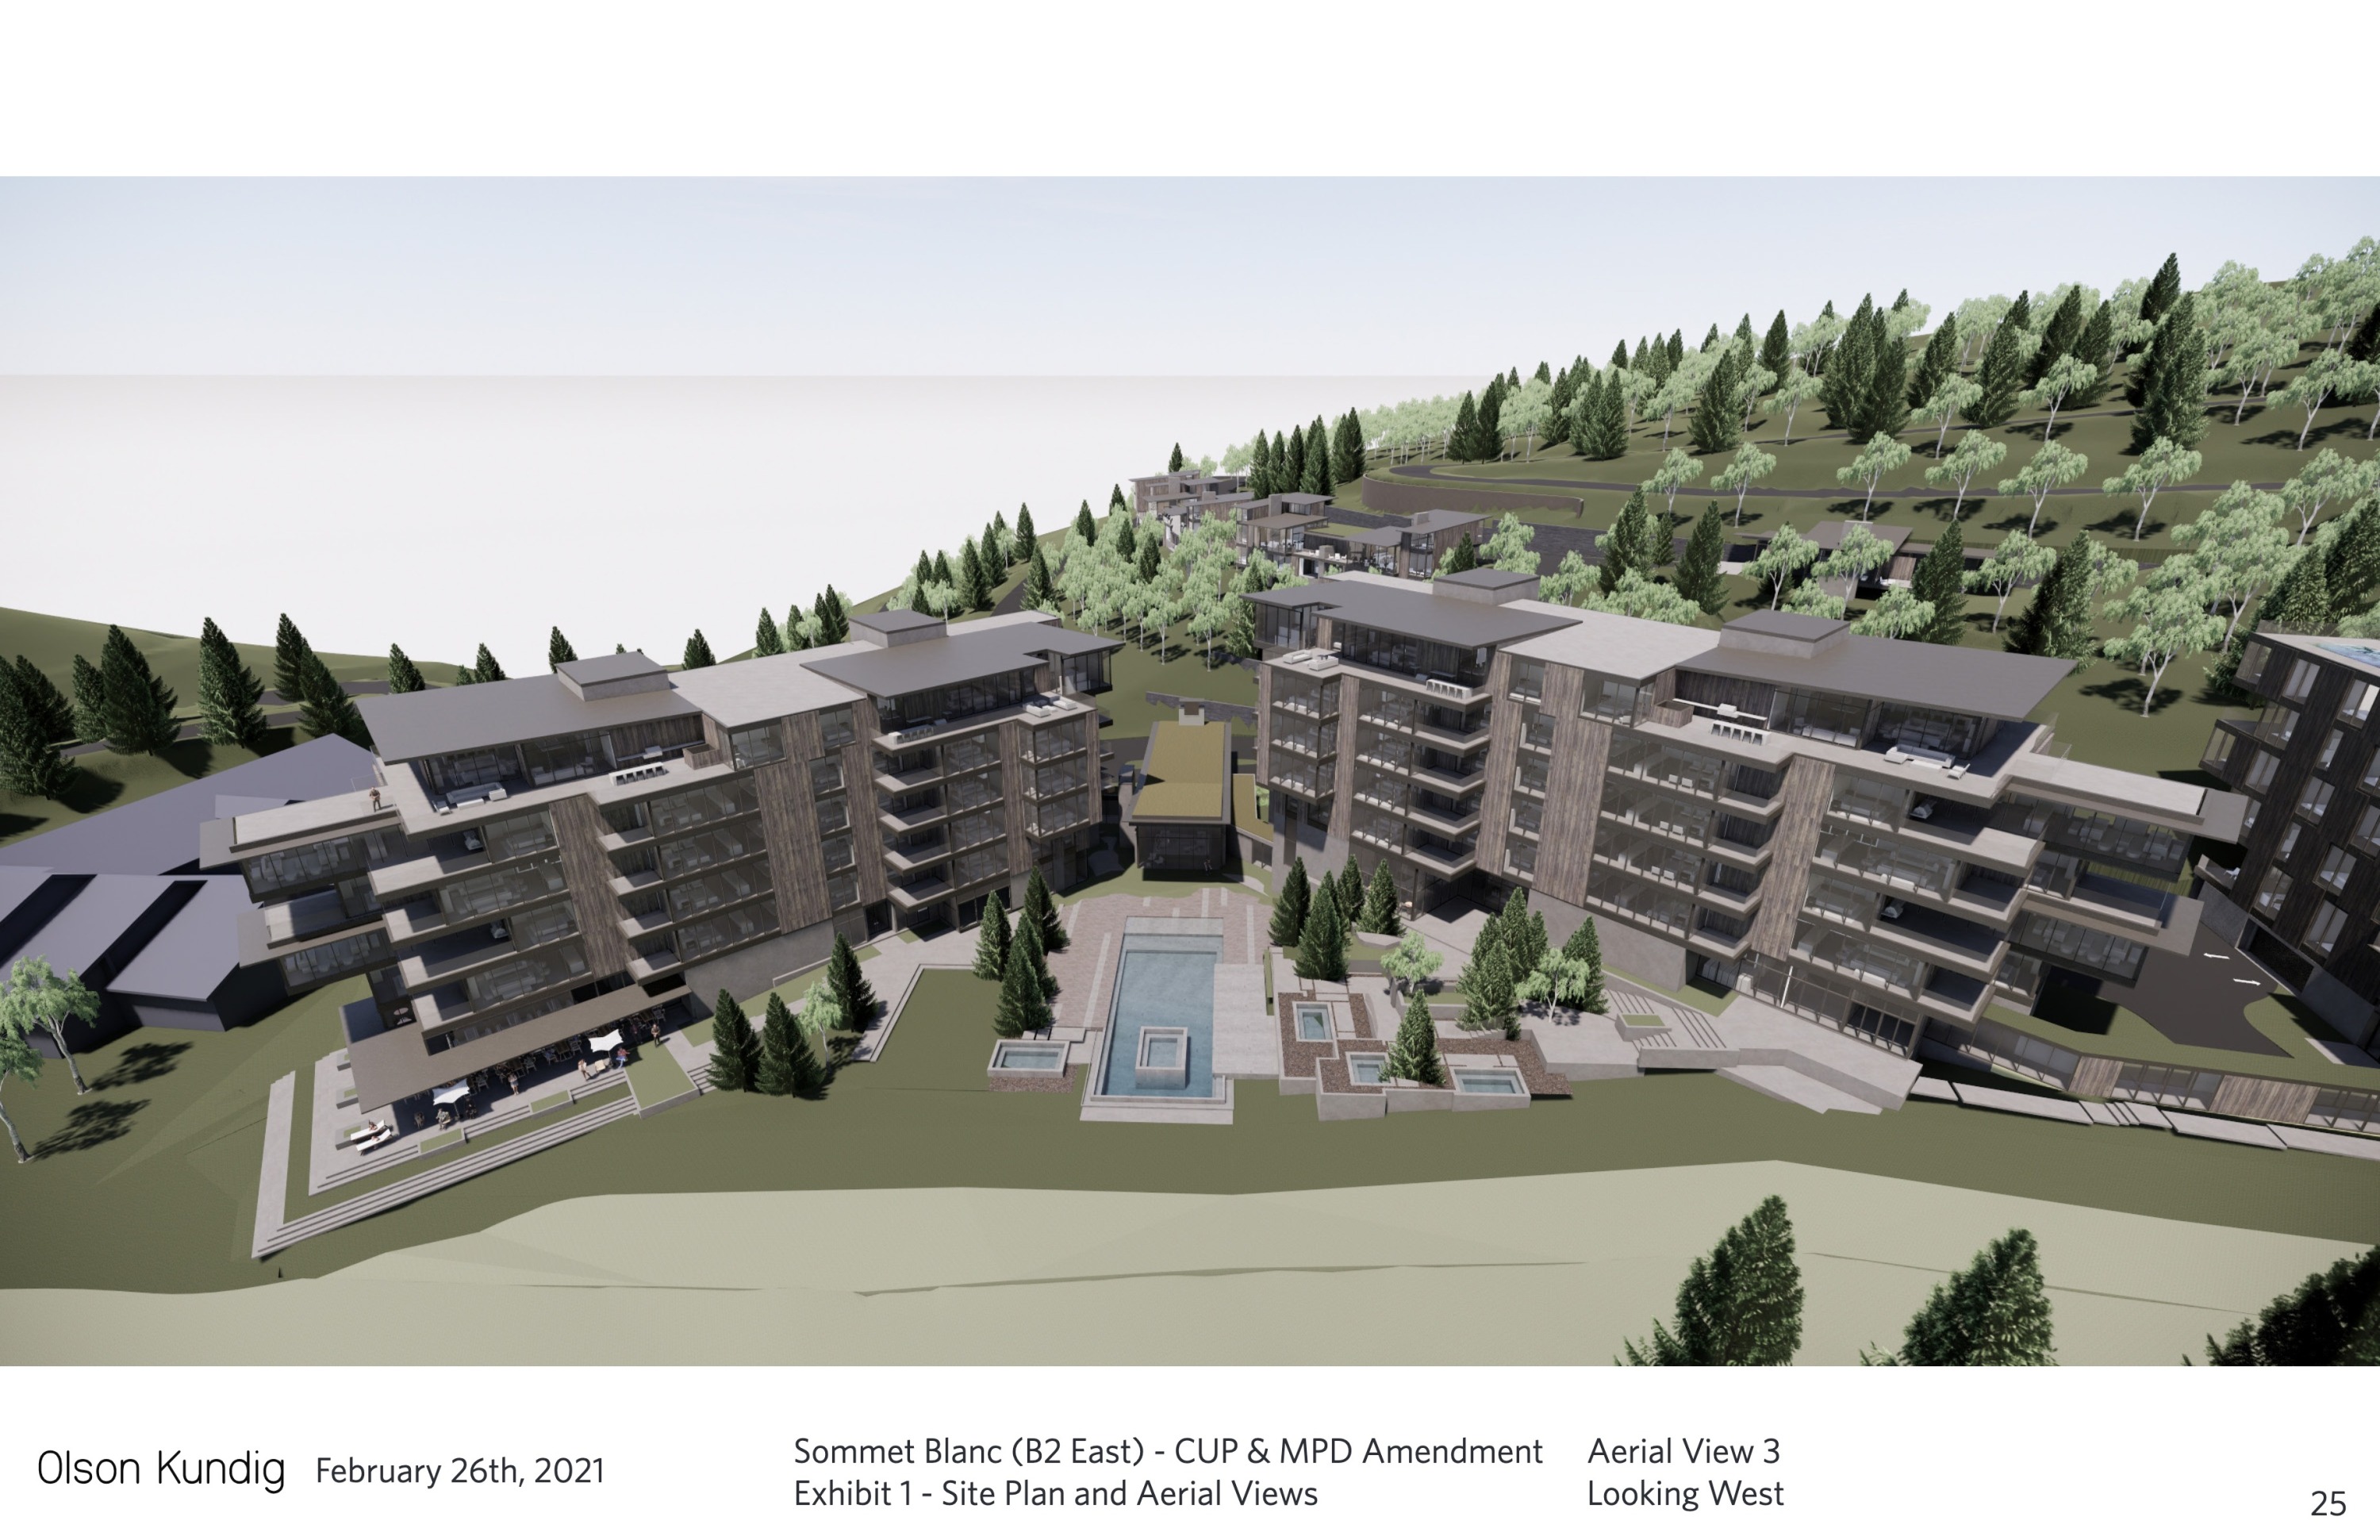 Olson Kundig February 26th, 2021
Sommet Blanc (B2 East) - CUP & MPD Amendment
Exhibit 1 - Site Plan and Aerial Views
Aerial View 3
Looking West
25